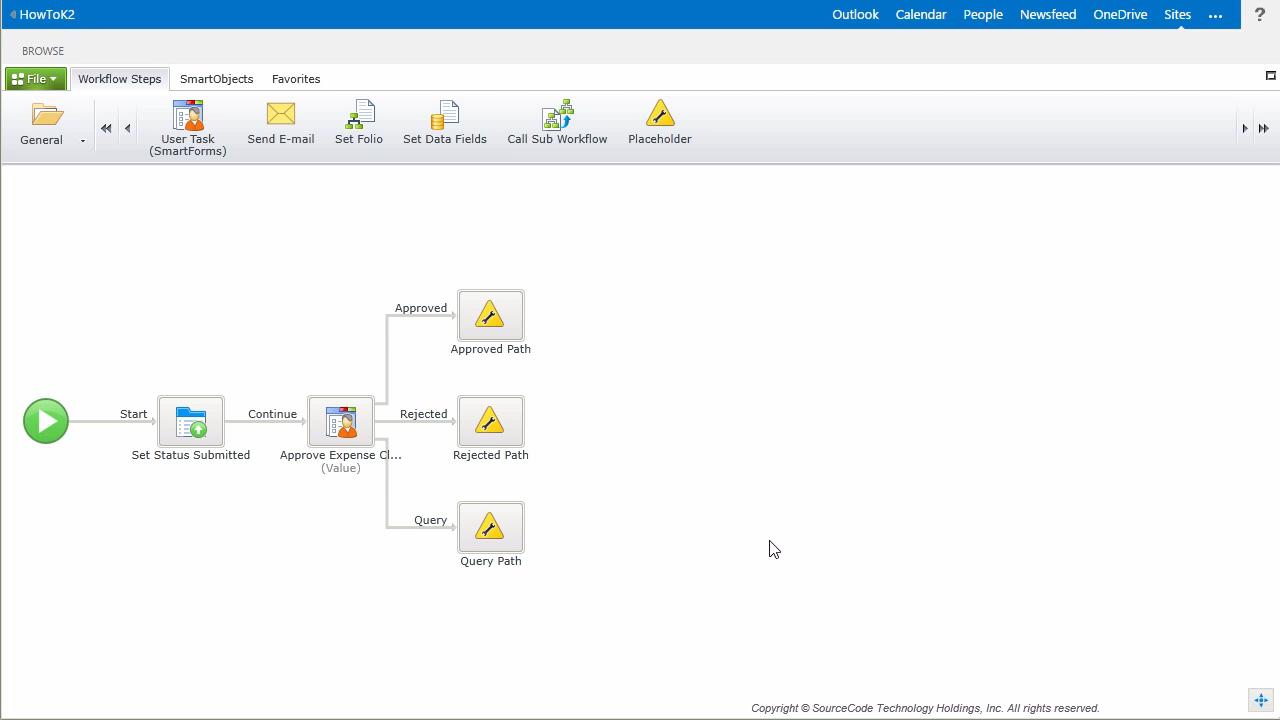 HowToK2
Outlook Calendar People Newsfeed OneDrive Sites ... ?
BROWSE
File Workflow Steps SmartObjects Favorites
General
User Task
(SmartForms)
Send E-mail
Set Folio
Set Data Fields
Call Sub Workflow
Placeholder
Approved
Approved Path
Start
Set Status Submitted
Continue
Approve Expense Cl...
(Value)
Rejected
Rejected Path
Query
Query Path
Copyright © SourceCode Technology Holdings, Inc. All rights reserved.